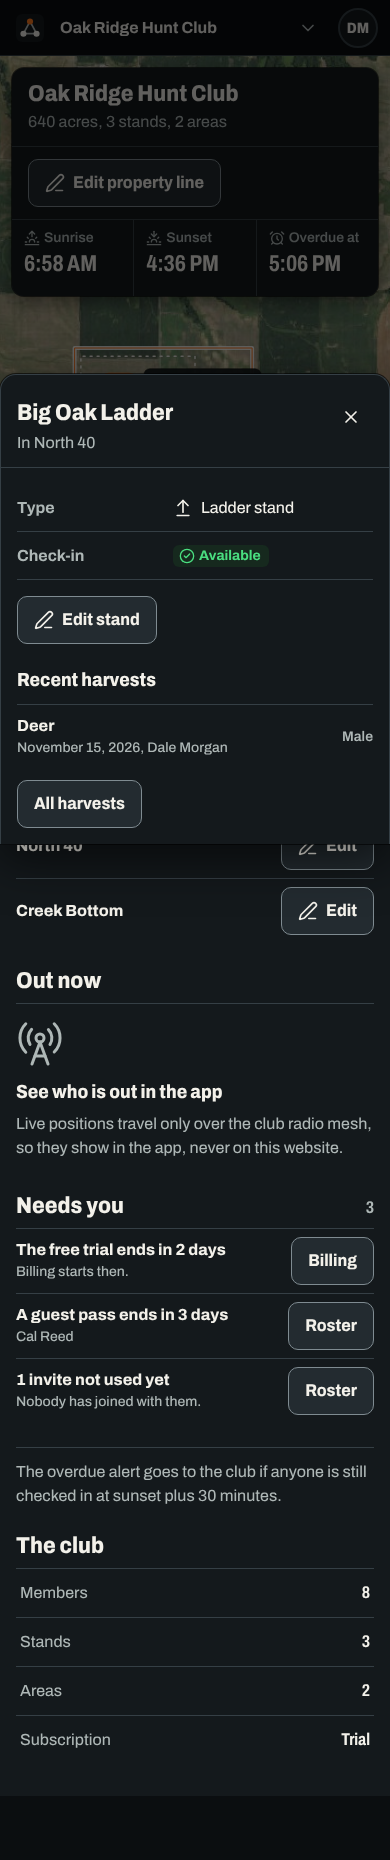 Oak Ridge Hunt Club
DM
Oak Ridge Hunt Club
640 acres, 3 stands, 2 areas
Edit property line
Sunrise
6:58 AM
Sunset
4:36 PM
Overdue at
5:06 PM
Big Oak Ladder
In North 40
Type
Ladder stand
Check-in
Available
Edit stand
Recent harvests
Deer
November 15, 2026, Dale Morgan
Male
All harvests
North 40
Edit
Creek Bottom
Edit
Out now
See who is out in the app
Live positions travel only over the club radio mesh,
so they show in the app, never on this website.
Needs you
3
The free trial ends in 2 days
Billing starts then.
Billing
A guest pass ends in 3 days
Cal Reed
Roster
1 invite not used yet
Nobody has joined with them.
Roster
The overdue alert goes to the club if anyone is still
checked in at sunset plus 30 minutes.
The club
Members
8
Stands
3
Areas
2
Subscription
Trial